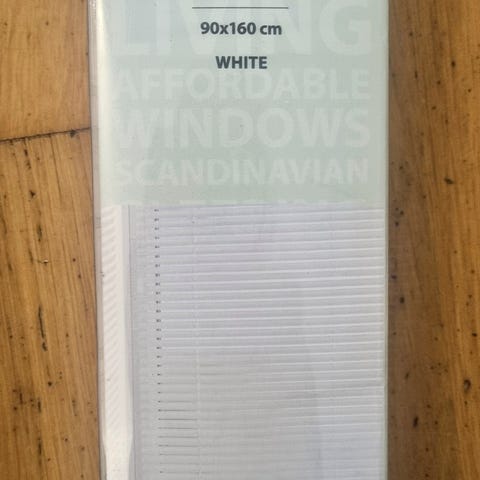 LIVING
90x160 cm
WHITE
AFFORDABLE
WINDOWS
SCANDINAVIAN